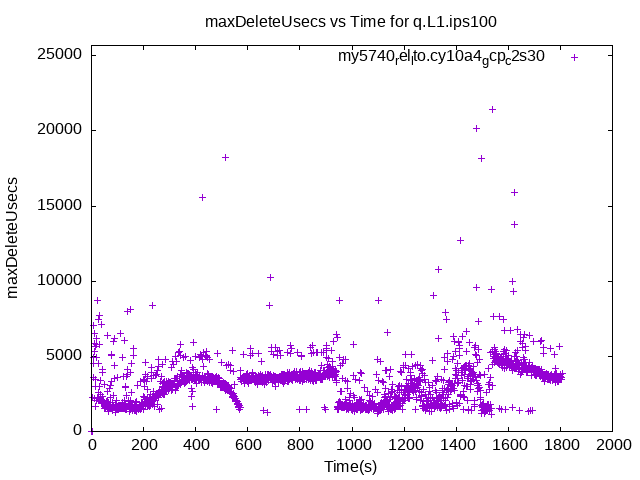 maxDeleteUsecs vs Time for q.L1.ips100
my5740relito.cy10a4gcpc2s30
25000
20000
15000
10000
5000
0
maxDeleteUsecs
0 200 400 600 800 1000 1200 1400 1600 1800 2000
Time(s)